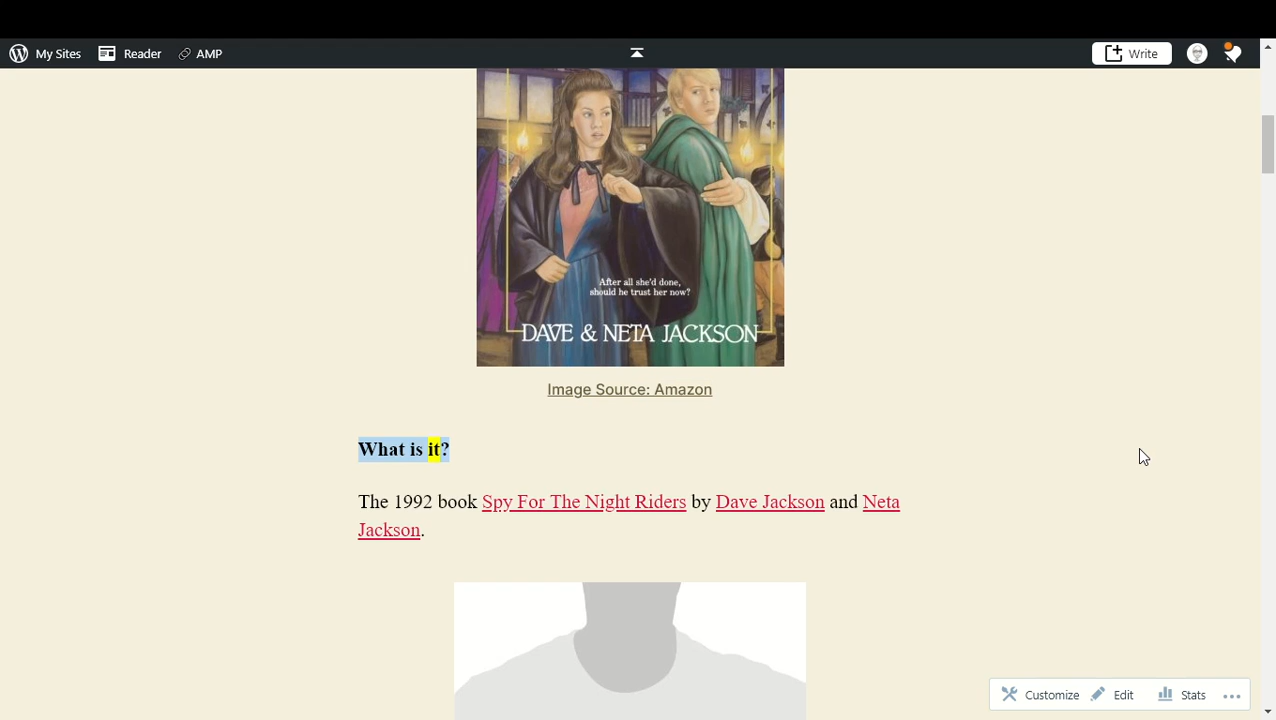 My Sites Reader AMP Write
After all she'd done,
should he trust her now?
DAVE & NETA JACKSON
Image Source: Amazon
What is it?
The 1992 book Spy For The Night Riders by Dave Jackson and Neta
Jackson.
Customize Edit Stats ...